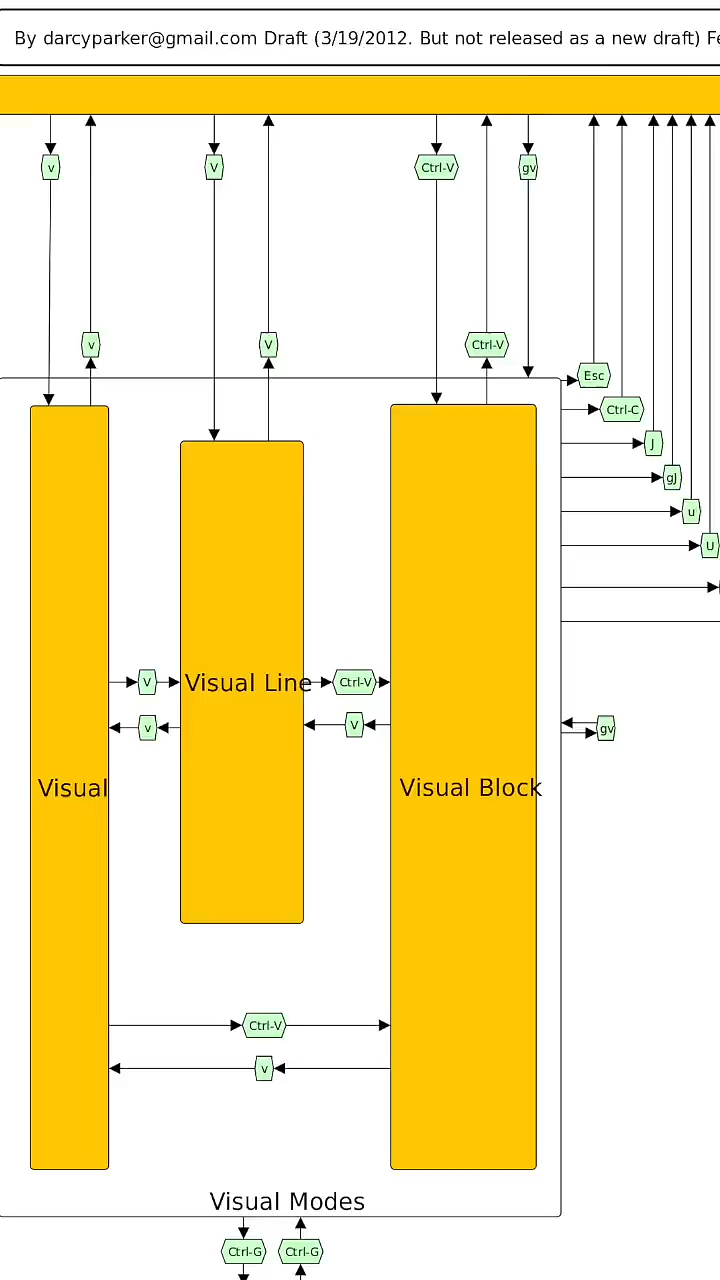 By darcyparker@gmail.com Draft (3/19/2012. But not released as a new draft)
v
V
Ctrl-V
gv
v
V
Ctrl-V
Esc
Ctrl-C
J
gJ
u
U
V
Visual Line
Ctrl-V
v
V
gv
Visual
Visual Block
Ctrl-V
v
Visual Modes
Ctrl-G
Ctrl-G